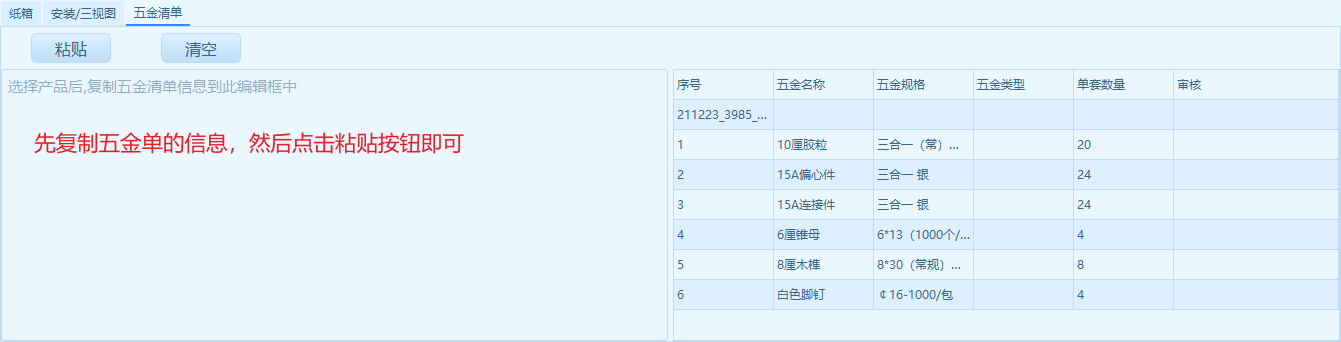 纸箱 安装/三视图 五金清单
粘贴 清空
选择产品后,复制五金清单信息到此编辑框中
先复制五金单的信息，然后点击粘贴按钮即可
序号 五金名称 五金规格 五金类型 单套数量 审核
211223_3985_...
1 10厘胶粒 三合一（常）... 20
2 15A偏心件 三合一 银 24
3 15A连接件 三合一 银 24
4 6厘锥母 6*13（1000个/... 4
5 8厘木榫 8*30（常规）... 8
6 白色脚钉 ¢16-1000/包 4